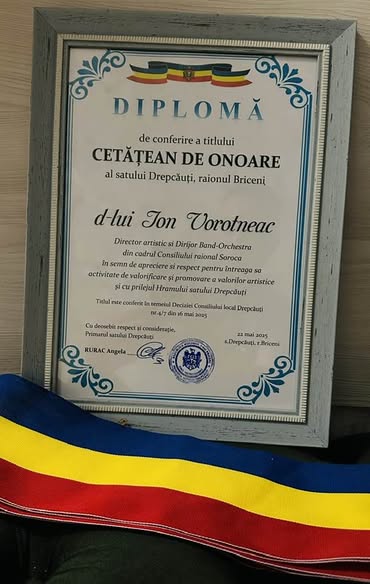 DIPLOMĂ
de conferire a titlului
CETĂȚEAN DE ONOARE
al satului Drepcăuți, raionul Briceni
d-lui Ion Vorotneac
Director artistic si Dirijor Band-Orchestra
din cadrul Consiliului raional Soroca
în semn de apreciere si respect pentru întreaga sa
activitate de valorificare și promovare a valorilor artistice
și cu prilejul Hramului satului Drepcăuți
Titlul este conferit în temeiul Deciziei Consiliului local Drepcăuți
nr.4/7 din 16 mai 2025
Cu deosebit respect și considerație,
Primarul satului Drepcăuți
RURAC Angela
22 mai 2025
s.Drepcăuți, r.Briceni